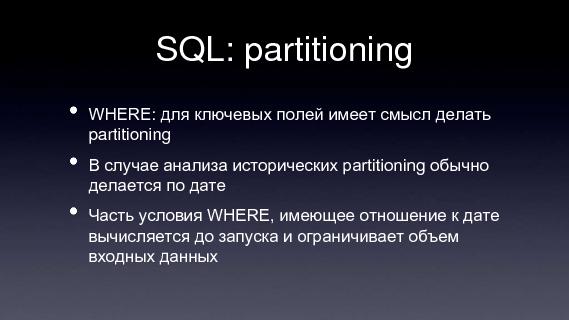 SQL: partitioning
• WHERE: для ключевых полей имеет смысл делать
partitioning
• В случае анализа исторических partitioning обычно
делается по дате
• Часть условия WHERE, имеющее отношение к дате
вычисляется до запуска и ограничивает объем
входных данных